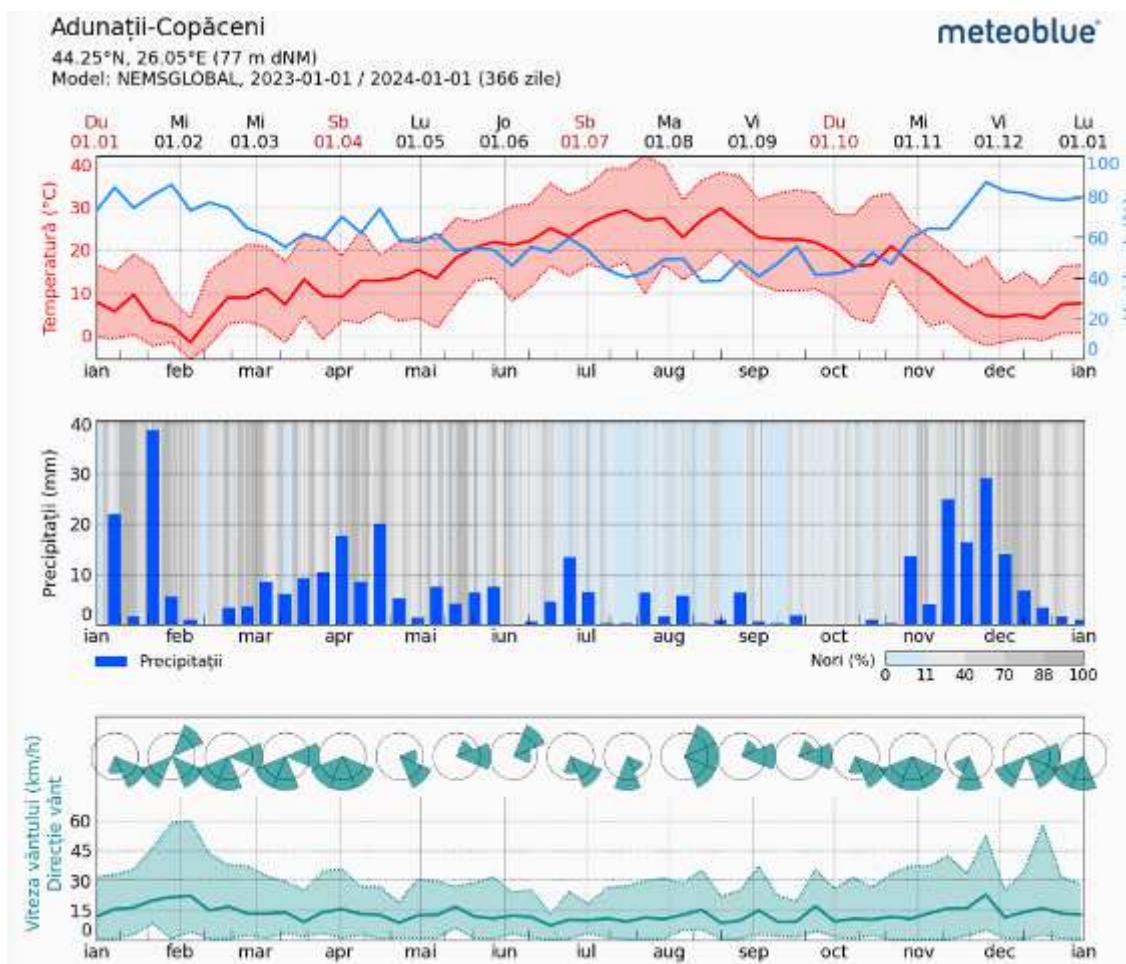 Adunații-Copăceni
meteoblue
44.25°N, 26.05°E (77 m dNM)
Model: NEMSGLOBAL, 2023-01-01 / 2024-01-01 (366 zile)
Du Mi Mi Sb Lu Jo Sb Ma Vi Du Mi Vi Lu
01.01 01.02 01.03 01.04 01.05 01.06 01.07 01.08 01.09 01.10 01.11 01.12 01.01
Temperatură (°C)
40
30
20
10
0
100
80
60
40
20
0
ian feb mar apr mai iun iul aug sep oct nov dec ian
Precipitații (mm)
40
30
20
10
0
ian feb mar apr mai iun iul aug sep oct nov dec ian
Precipitații
Nori (%)
0 11 40 70 88 100
Viteza vântului (km/h)
Direcție vânt
60
45
30
15
0
ian feb mar apr mai iun iul aug sep oct nov dec ian